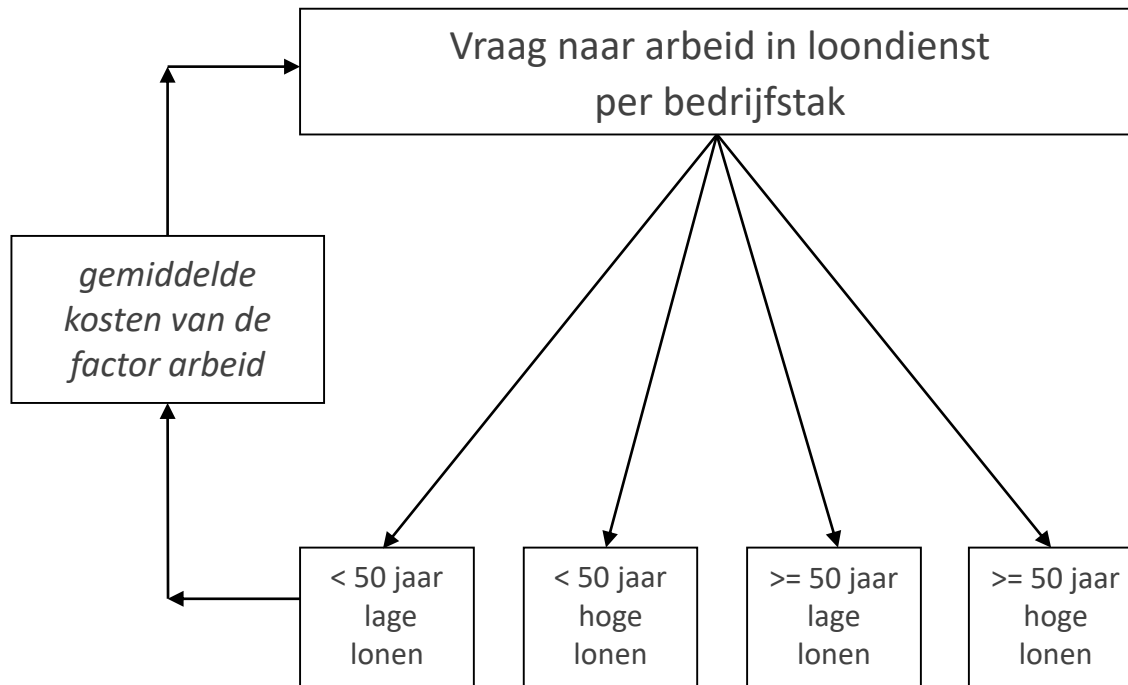 Vraag naar arbeid in loondienst
per bedrijfstak
gemiddelde
kosten van de
factor arbeid
< 50 jaar
lage
lonen
< 50 jaar
hoge
lonen
>= 50 jaar
lage
lonen
>= 50 jaar
hoge
lonen